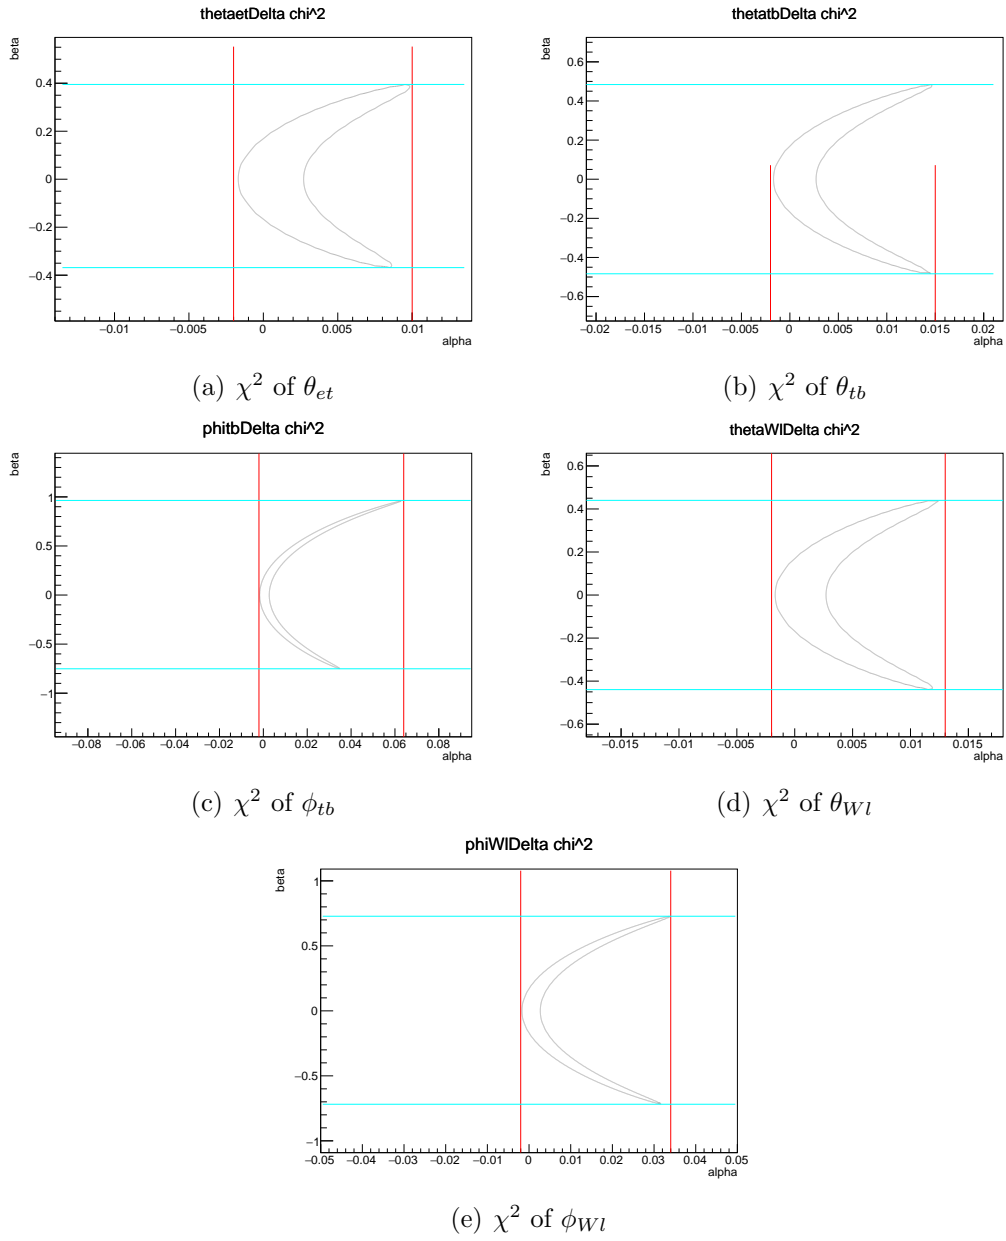 thetaetDelta chi^2
beta
0.4
0.2
0
−0.2
−0.4
−0.01 −0.005 0 0.005 0.01
alpha
(a) χ² of θ_et
thetatbDelta chi^2
beta
0.6
0.4
0.2
0
−0.2
−0.4
−0.6
−0.02 −0.015 −0.01 −0.005 0 0.005 0.01 0.015 0.02
alpha
(b) χ² of θ_tb
phitbDelta chi^2
beta
1
0.5
0
−0.5
−1
−0.08 −0.06 −0.04 −0.02 0 0.02 0.04 0.06 0.08
alpha
(c) χ² of ϕ_tb
thetaWlDelta chi^2
beta
0.6
0.4
0.2
0
−0.2
−0.4
−0.6
−0.015 −0.01 −0.005 0 0.005 0.01 0.015
alpha
(d) χ² of θ_Wl
phiWlDelta chi^2
beta
1
0.5
0
−0.5
−1
−0.05 −0.04 −0.03 −0.02 −0.01 0 0.01 0.02 0.03 0.04 0.05
alpha
(e) χ² of ϕ_Wl